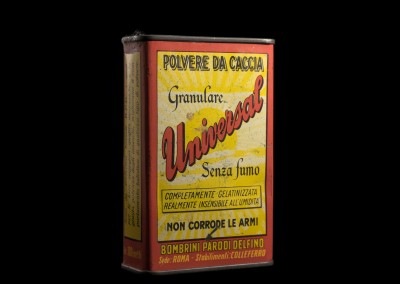 POLVERE DA CACCIA
Granulare
Universal
Senza fumo
COMPLETAMENTE GELATINIZZATA
REALMENTE INSENSIBILE ALL'UMIDITÀ
NON CORRODE LE ARMI
BOMBRINI PARODI DELFINO
Sede: ROMA - Stabilimenti: COLLEFERRO